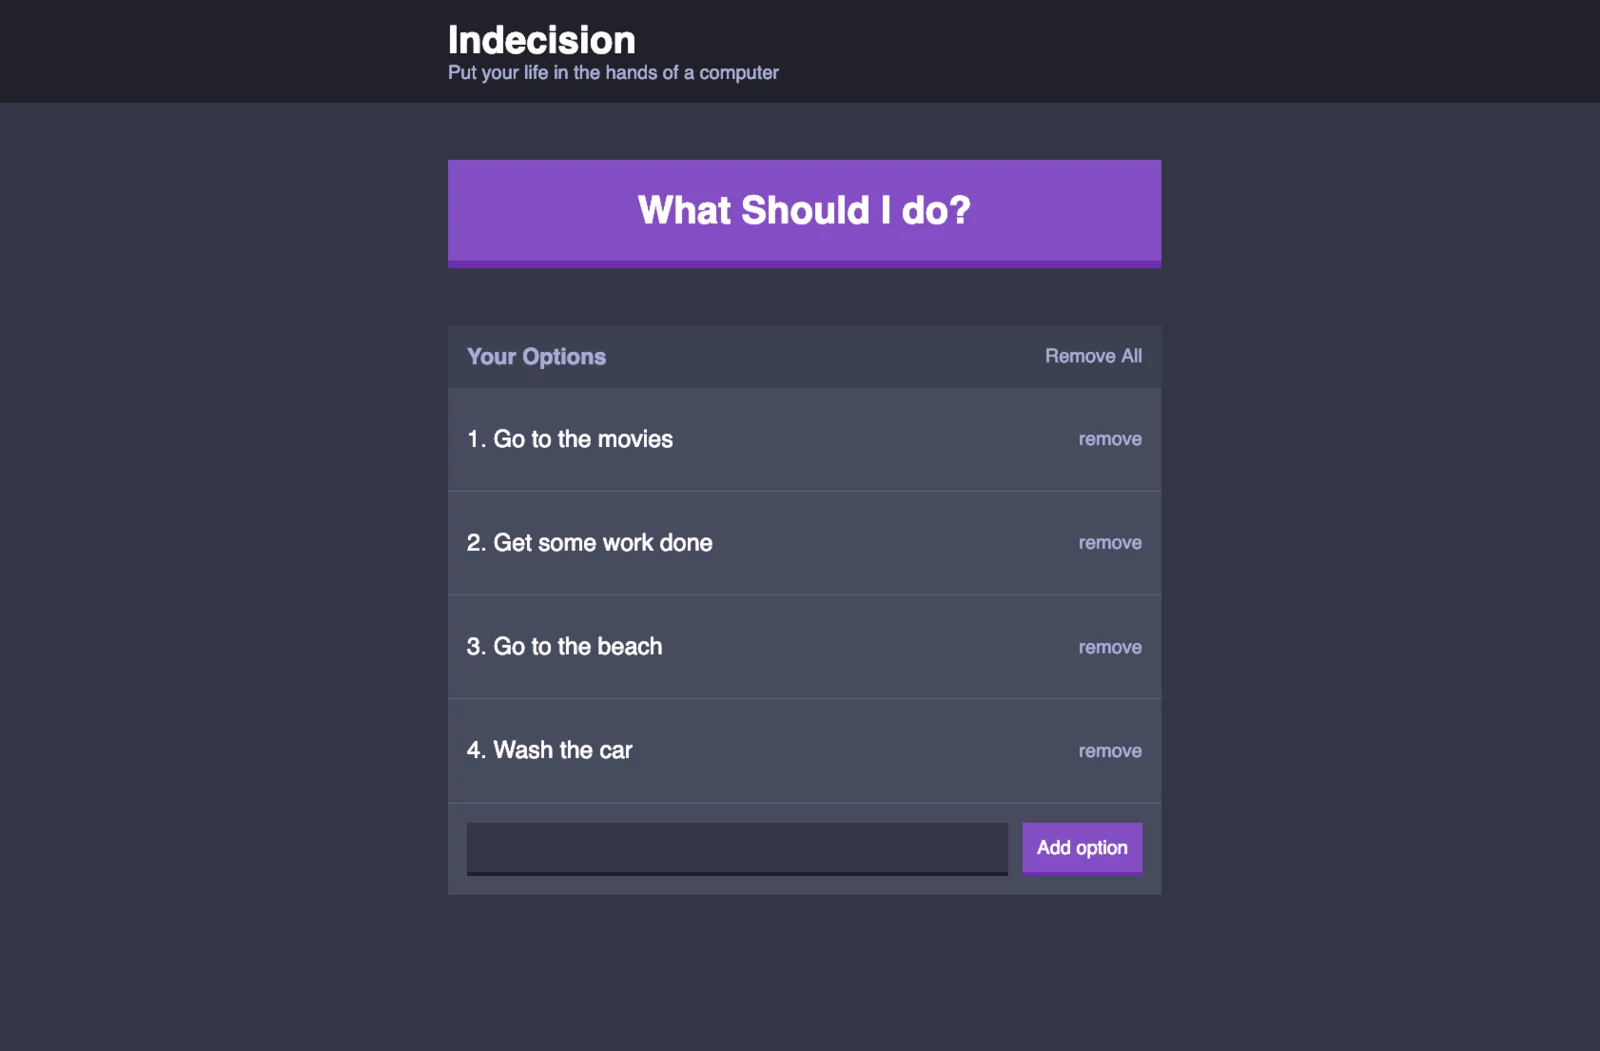 Indecision
Put your life in the hands of a computer
What Should I do?
Your Options
Remove All
1. Go to the movies
remove
2. Get some work done
remove
3. Go to the beach
remove
4. Wash the car
remove
Add option